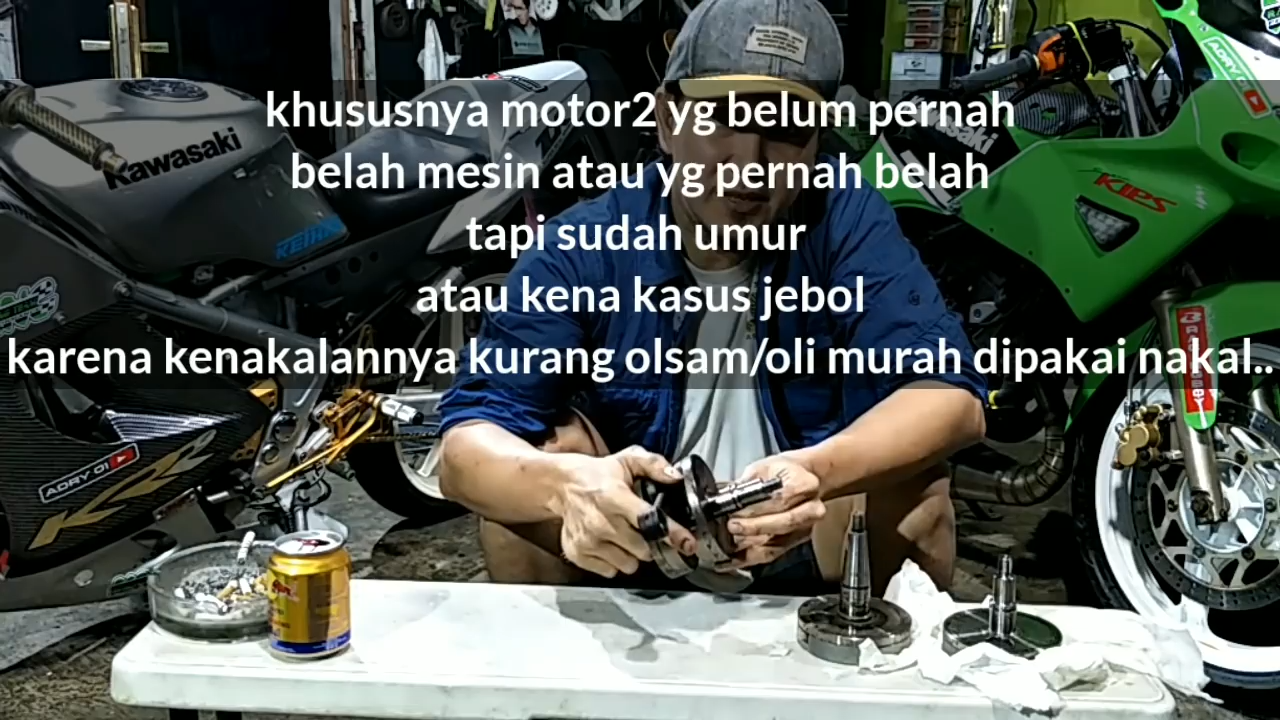 khususnya motor2 yg belum pernah
belah mesin atau yg pernah belah
tapi sudah umur
atau kena kasus jebol
karena kenakalannya kurang olsam/oli murah dipakai nakal..
Kawasaki
KIPS
ADRY 01
KRR